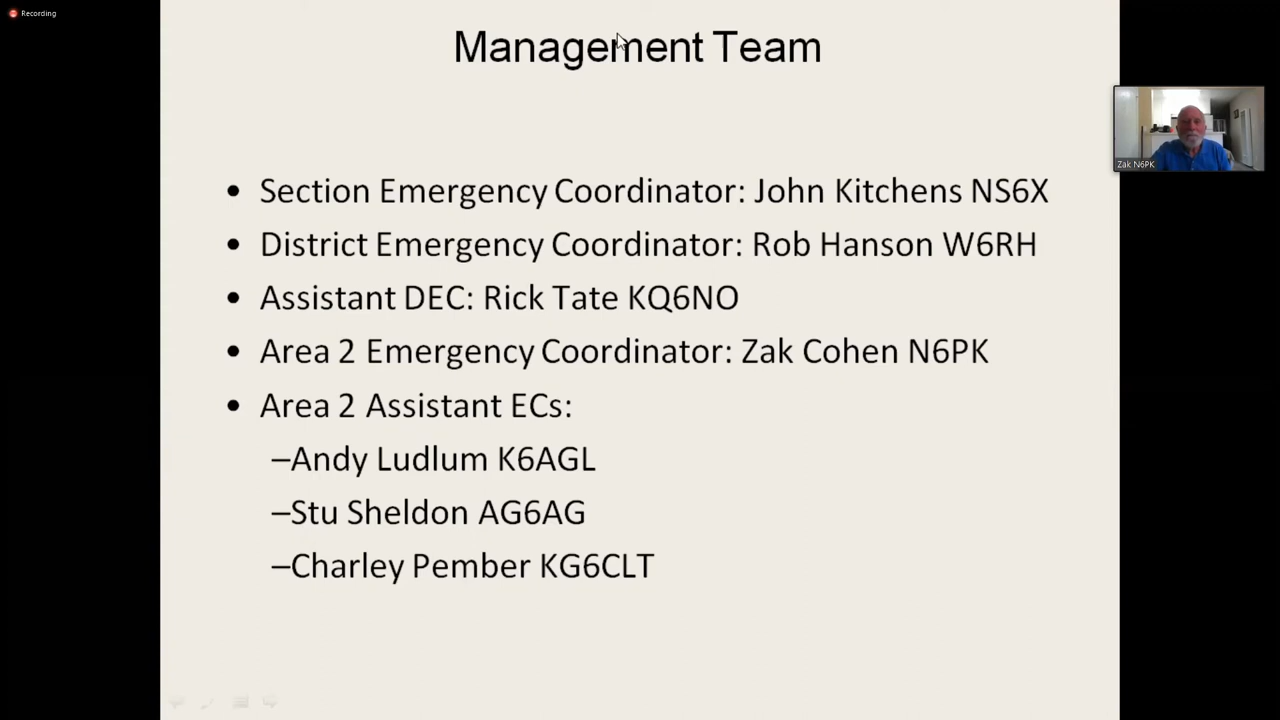 Recording
Management Team
Zak N6PK
• Section Emergency Coordinator: John Kitchens NS6X
• District Emergency Coordinator: Rob Hanson W6RH
• Assistant DEC: Rick Tate KQ6NO
• Area 2 Emergency Coordinator: Zak Cohen N6PK
• Area 2 Assistant ECs:
–Andy Ludlum K6AGL
–Stu Sheldon AG6AG
–Charley Pember KG6CLT